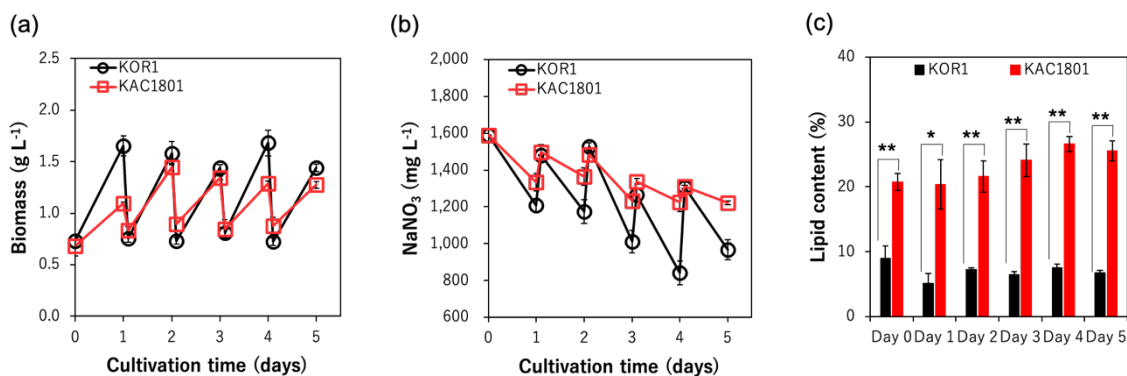 (a)
Biomass (g L-1)
2.5
2.0
1.5
1.0
0.5
0.0
KOR1
KAC1801
0 1 2 3 4 5
Cultivation time (days)
(b)
NaNO3 (mg L-1)
2,000
1,800
1,600
1,400
1,200
1,000
800
600
KOR1
KAC1801
0 1 2 3 4 5
Cultivation time (days)
(c)
Lipid content (%)
40
30
20
10
0
KOR1 KAC1801
** * ** ** ** **
Day 0 Day 1 Day 2 Day 3 Day 4 Day 5